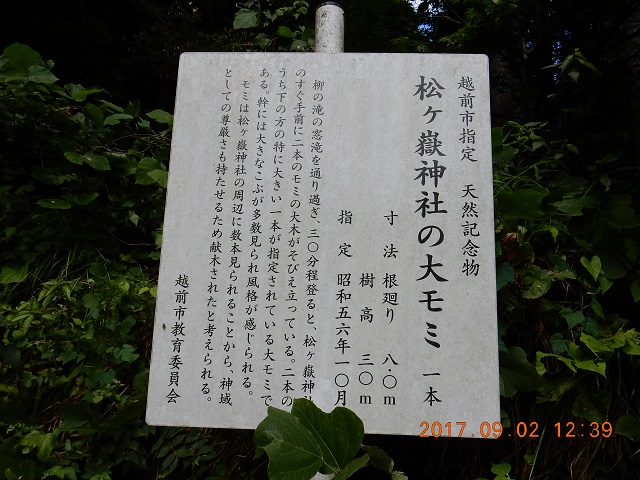 越前市指定 天然記念物
松ヶ嶽神社の大モミ 一本
寸法 根廻り 八.〇m
樹高 三〇m
指定 昭和五六年一〇月
柳の滝の窓滝を通り過ぎ、三〇分程登ると、松ヶ嶽神社
のすぐ手前に二本のモミの大木がそびえ立っている。二本の
うち下の方の特に大きい一本が指定されている大モミで
ある。幹には大きなこぶが多数見られ風格が感じられる。
モミは松ヶ嶽神社の周辺に数本見られることから、神域
としての尊厳さも持たせるため献木されたと考えられる。
越前市教育委員会
2017.09.02 12:39